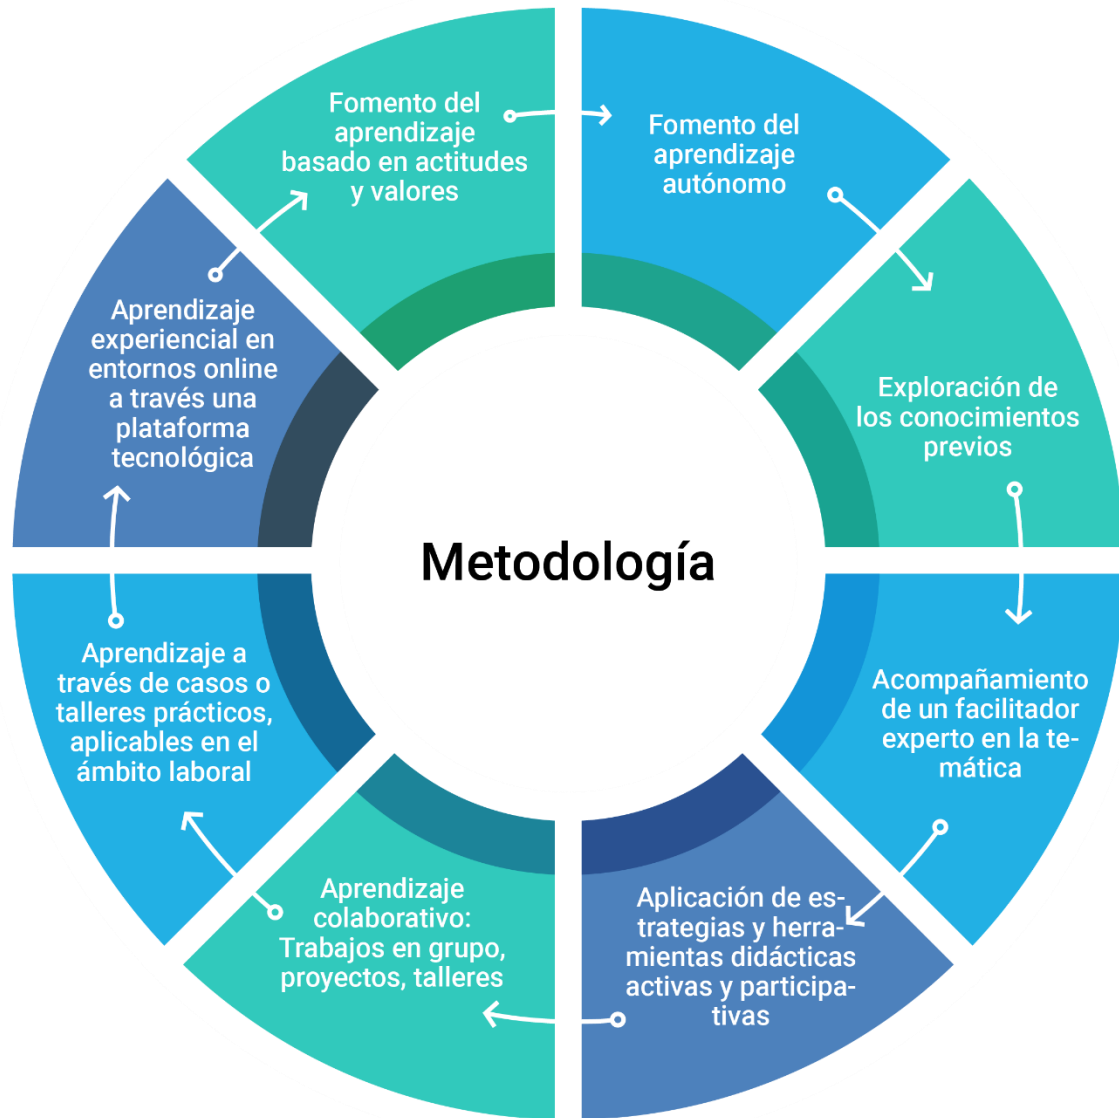 Fomento del
aprendizaje
basado en actitudes
y valores
Fomento del
aprendizaje
autónomo
Exploración de
los conocimientos
previos
Acompañamiento
de un facilitador
experto en la te-
mática
Aplicación de es-
trategias y herra-
mientas didácticas
activas y participa-
tivas
Aprendizaje
colaborativo:
Trabajos en grupo,
proyectos, talleres
Aprendizaje a
través de casos o
talleres prácticos,
aplicables en el
ámbito laboral
Aprendizaje
experiencial en
entornos online
a través una
plataforma
tecnológica
Metodología